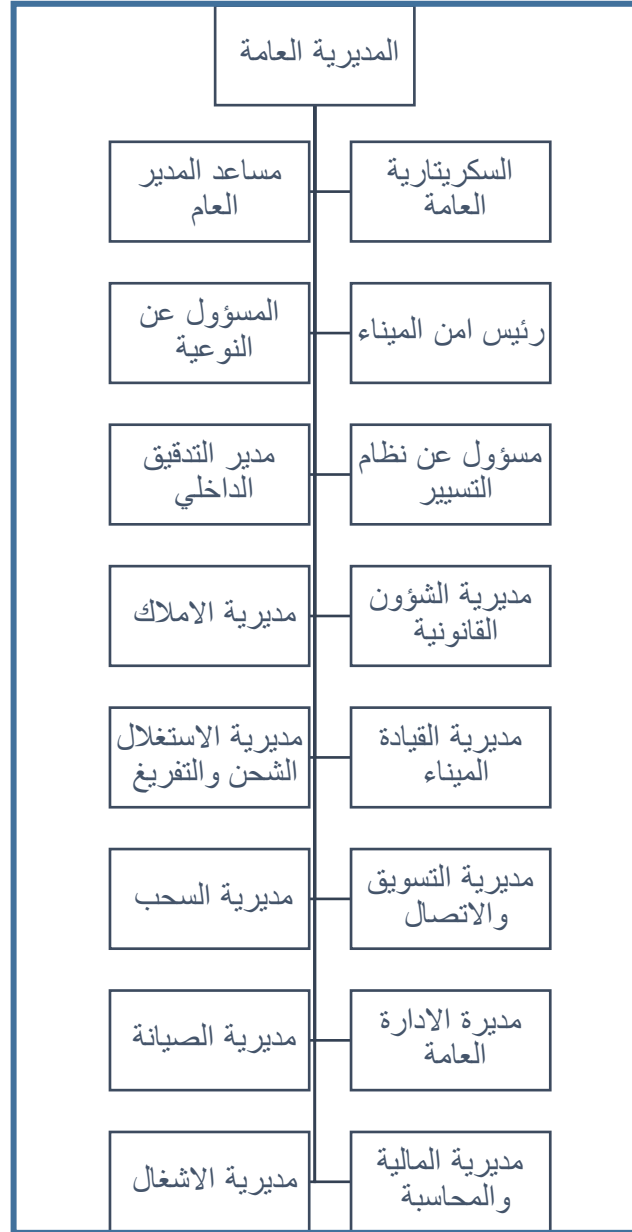 المديرية العامة
السكريتارية
العامة
مساعد المدير
العام
رئيس امن الميناء
المسؤول عن
النوعية
مسؤول عن نظام
التسيير
مدير التدقيق
الداخلي
مديرية الشؤون
القانونية
مديرية الاملاك
مديرية القيادة
الميناء
مديرية الاستغلال
الشحن والتفريغ
مديرية التسويق
والاتصال
مديرية السحب
مديرة الادارة
العامة
مديرية الصيانة
مديرية المالية
والمحاسبة
مديرية الاشغال